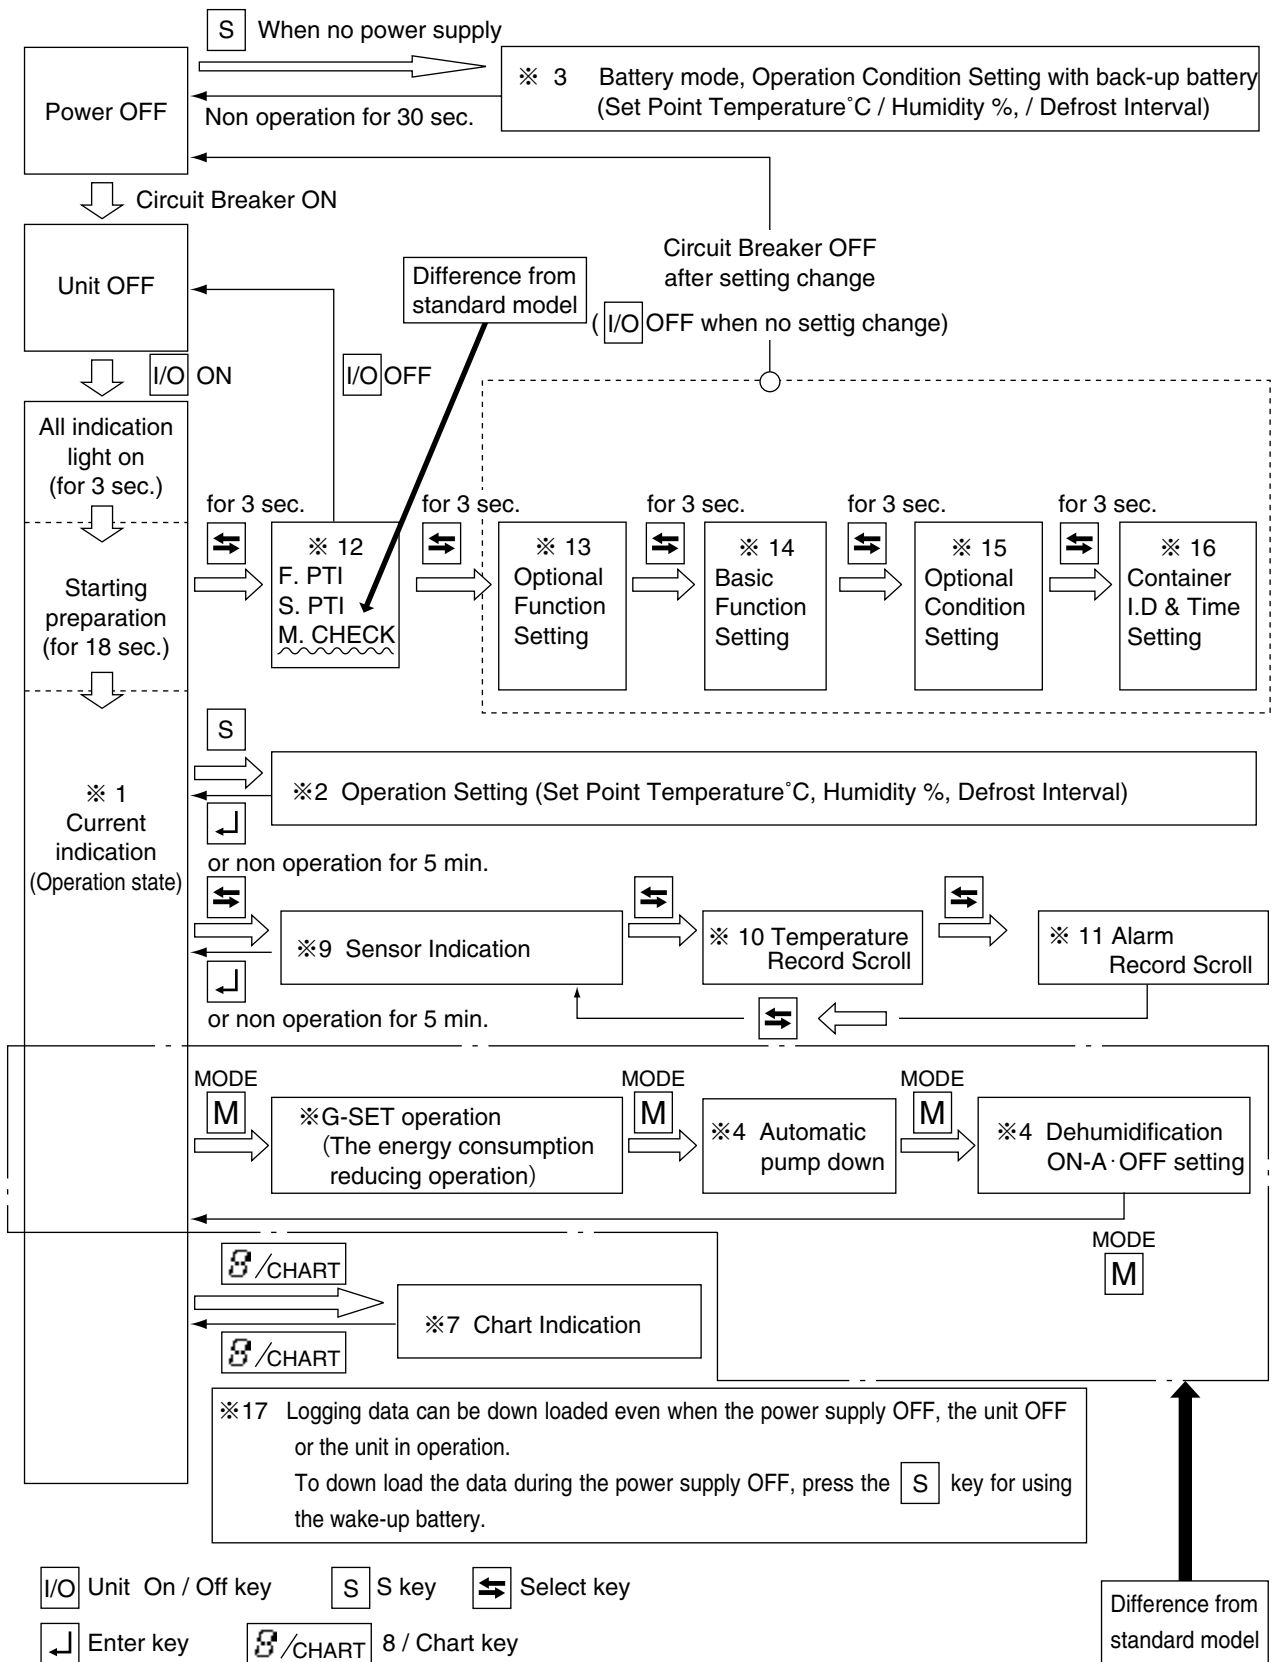 S When no power supply
Power OFF
※ 3 Battery mode, Operation Condition Setting with back-up battery
(Set Point Temperature°C / Humidity %, / Defrost Interval)
Non operation for 30 sec.
Circuit Breaker ON
Unit OFF
Circuit Breaker OFF
after setting change
( I/O OFF when no settig change)
Difference from
standard model
I/O ON
I/O OFF
All indication
light on
(for 3 sec.)
for 3 sec.
for 3 sec.
for 3 sec.
for 3 sec.
for 3 sec.
Starting
preparation
(for 18 sec.)
※ 12
F. PTI
S. PTI
M. CHECK
※ 13
Optional
Function
Setting
※ 14
Basic
Function
Setting
※ 15
Optional
Condition
Setting
※ 16
Container
I.D & Time
Setting
S
※ 1
Current
indication
(Operation state)
※2 Operation Setting (Set Point Temperature°C, Humidity %, Defrost Interval)
or non operation for 5 min.
※9 Sensor Indication
※ 10 Temperature
Record Scroll
※ 11 Alarm
Record Scroll
or non operation for 5 min.
MODE
M
MODE
M
MODE
M
※G-SET operation
(The energy consumption
reducing operation)
※4 Automatic
pump down
※4 Dehumidification
ON-A·OFF setting
MODE
M
8/CHART
※7 Chart Indication
8/CHART
※17 Logging data can be down loaded even when the power supply OFF, the unit OFF
or the unit in operation.
To down load the data during the power supply OFF, press the S key for using
the wake-up battery.
I/O Unit On / Off key
S S key
Select key
Enter key
8/CHART 8 / Chart key
Difference from
standard model